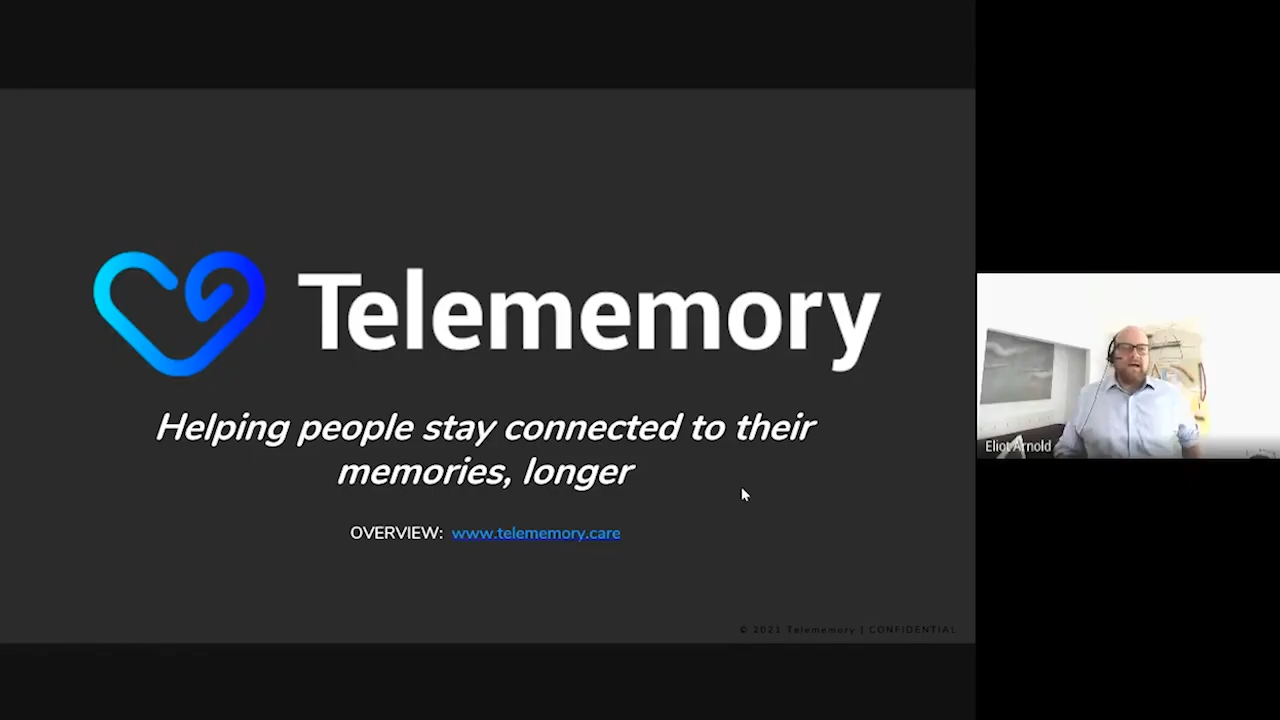 Telememory
Helping people stay connected to their
memories, longer
OVERVIEW: www.telememory.care
© 2021 Telememory | CONFIDENTIAL
Eliot Arnold